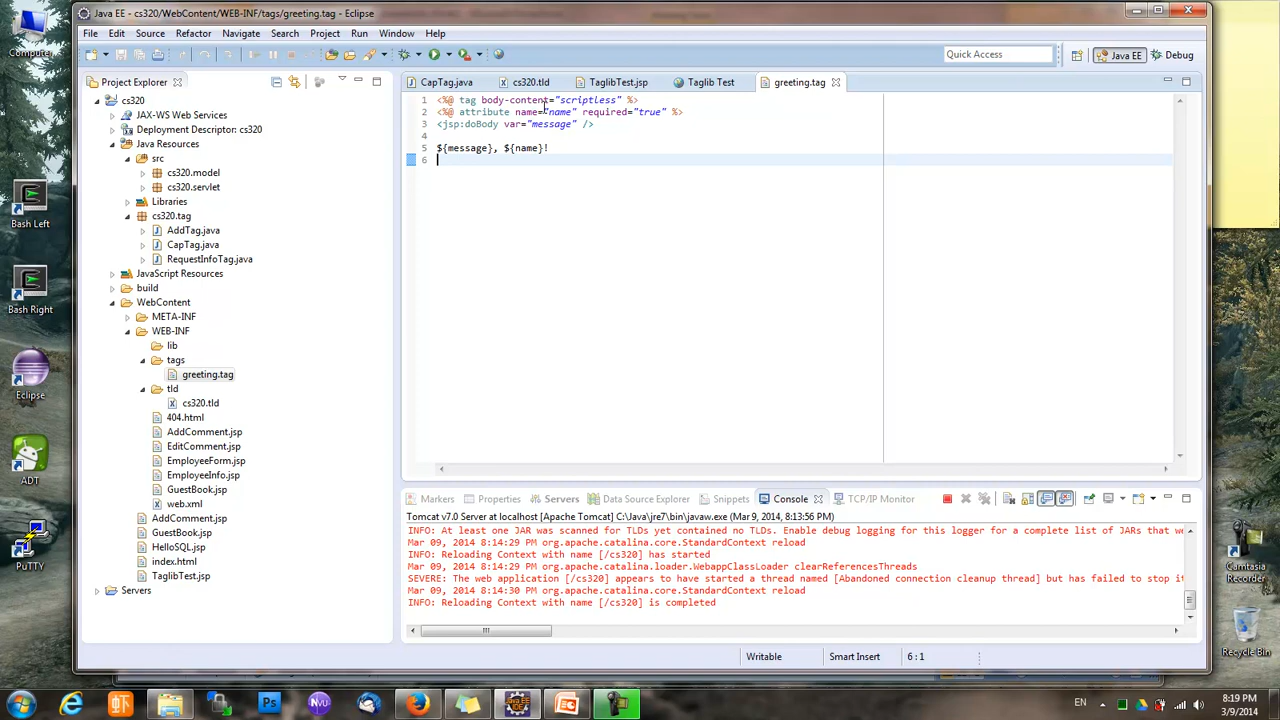 Java EE - cs320/WebContent/WEB-INF/tags/greeting.tag - Eclipse
File Edit Source Refactor Navigate Search Project Run Window Help
Quick Access
Java EE
Debug
Project Explorer
CapTag.java
cs320.tld
TaglibTest.jsp
Taglib Test
greeting.tag
cs320
JAX-WS Web Services
Deployment Descriptor: cs320
Java Resources
src
cs320.model
cs320.servlet
Libraries
cs320.tag
AddTag.java
CapTag.java
RequestInfoTag.java
JavaScript Resources
build
WebContent
META-INF
WEB-INF
lib
tags
greeting.tag
tld
cs320.tld
404.html
AddComment.jsp
EditComment.jsp
EmployeeForm.jsp
EmployeeInfo.jsp
GuestBook.jsp
web.xml
AddComment.jsp
GuestBook.jsp
HelloSQL.jsp
index.html
TaglibTest.jsp
Servers
1 <%@ tag body-content="scriptless" %>
2 <%@ attribute name="name" required="true" %>
3 <jsp:doBody var="message" />
4
5 ${message}, ${name}!
6
Markers Properties Servers Data Source Explorer Snippets Console TCP/IP Monitor
Tomcat v7.0 Server at localhost [Apache Tomcat] C:\Java\jre7\bin\javaw.exe (Mar 9, 2014 8:13:56 PM)
INFO: At least one JAR was scanned for TLDs yet contained no TLDs. Enable debug logging for this logger for a complete list of JARs that we
Mar 09, 2014 8:14:29 PM org.apache.catalina.core.StandardContext reload
INFO: Reloading Context with name [/cs320] has started
Mar 09, 2014 8:14:29 PM org.apache.catalina.loader.WebappClassLoader clearReferencesThreads
SEVERE: The web application [/cs320] appears to have started a thread named [Abandoned connection cleanup thread] but has failed to stop it
Mar 09, 2014 8:14:30 PM org.apache.catalina.core.StandardContext reload
INFO: Reloading Context with name [/cs320] is completed
Writable
Smart Insert
6 : 1
Computer
Bash Left
Bash Right
Eclipse
ADT
PuTTY
Camtasia
Recorder
Recycle Bin
Ps
Nvu
EN
8:19 PM
3/9/2014